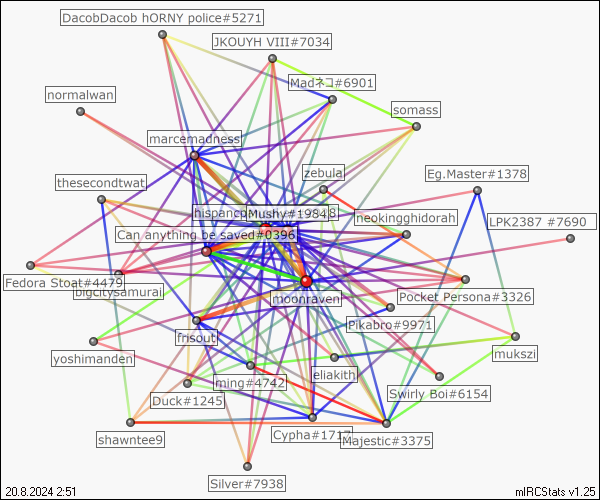 DacobDacob hORNY police#5271
JKOUYH VIII#7034
Madネコ#6901
normalwan
somass
marcemadness
zebula
Eg.Master#1378
thesecondtwat
Mushy#1984
neokingghidorah
LPK2387 #7690
Can anything be saved#0396
Fedora Stoat#4479
bigcitysamurai
moonraven
Pocket Persona#3326
Pikabro#9971
frisouti
yoshimanden
mukszi
eliakith
ming#4742
Swirly Boi#6154
Duck#1245
shawntee9
Cypha#1717
Majestic#3375
Silver#7938
20.8.2024 2:51
mIRCStats v1.25